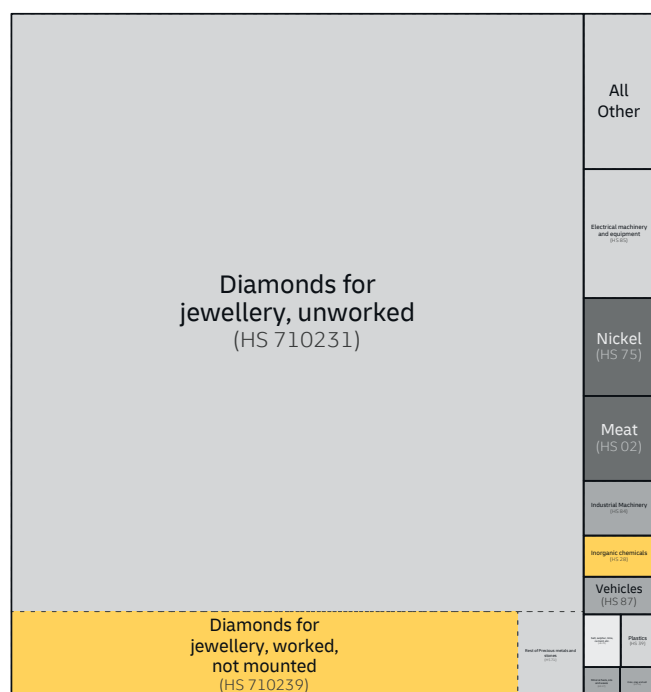 Diamonds for
jewellery, unworked
(HS 710231)
Diamonds for
jewellery, worked,
not mounted
(HS 710239)
Rest of Precious metals and
stones
(HS 71)
All
Other
Electrical machinery
and equipment
(HS 85)
Nickel
(HS 75)
Meat
(HS 02)
Industrial Machinery
(HS 84)
Inorganic chemicals
(HS 28)
Vehicles
(HS 87)
Plastics
(HS 39)